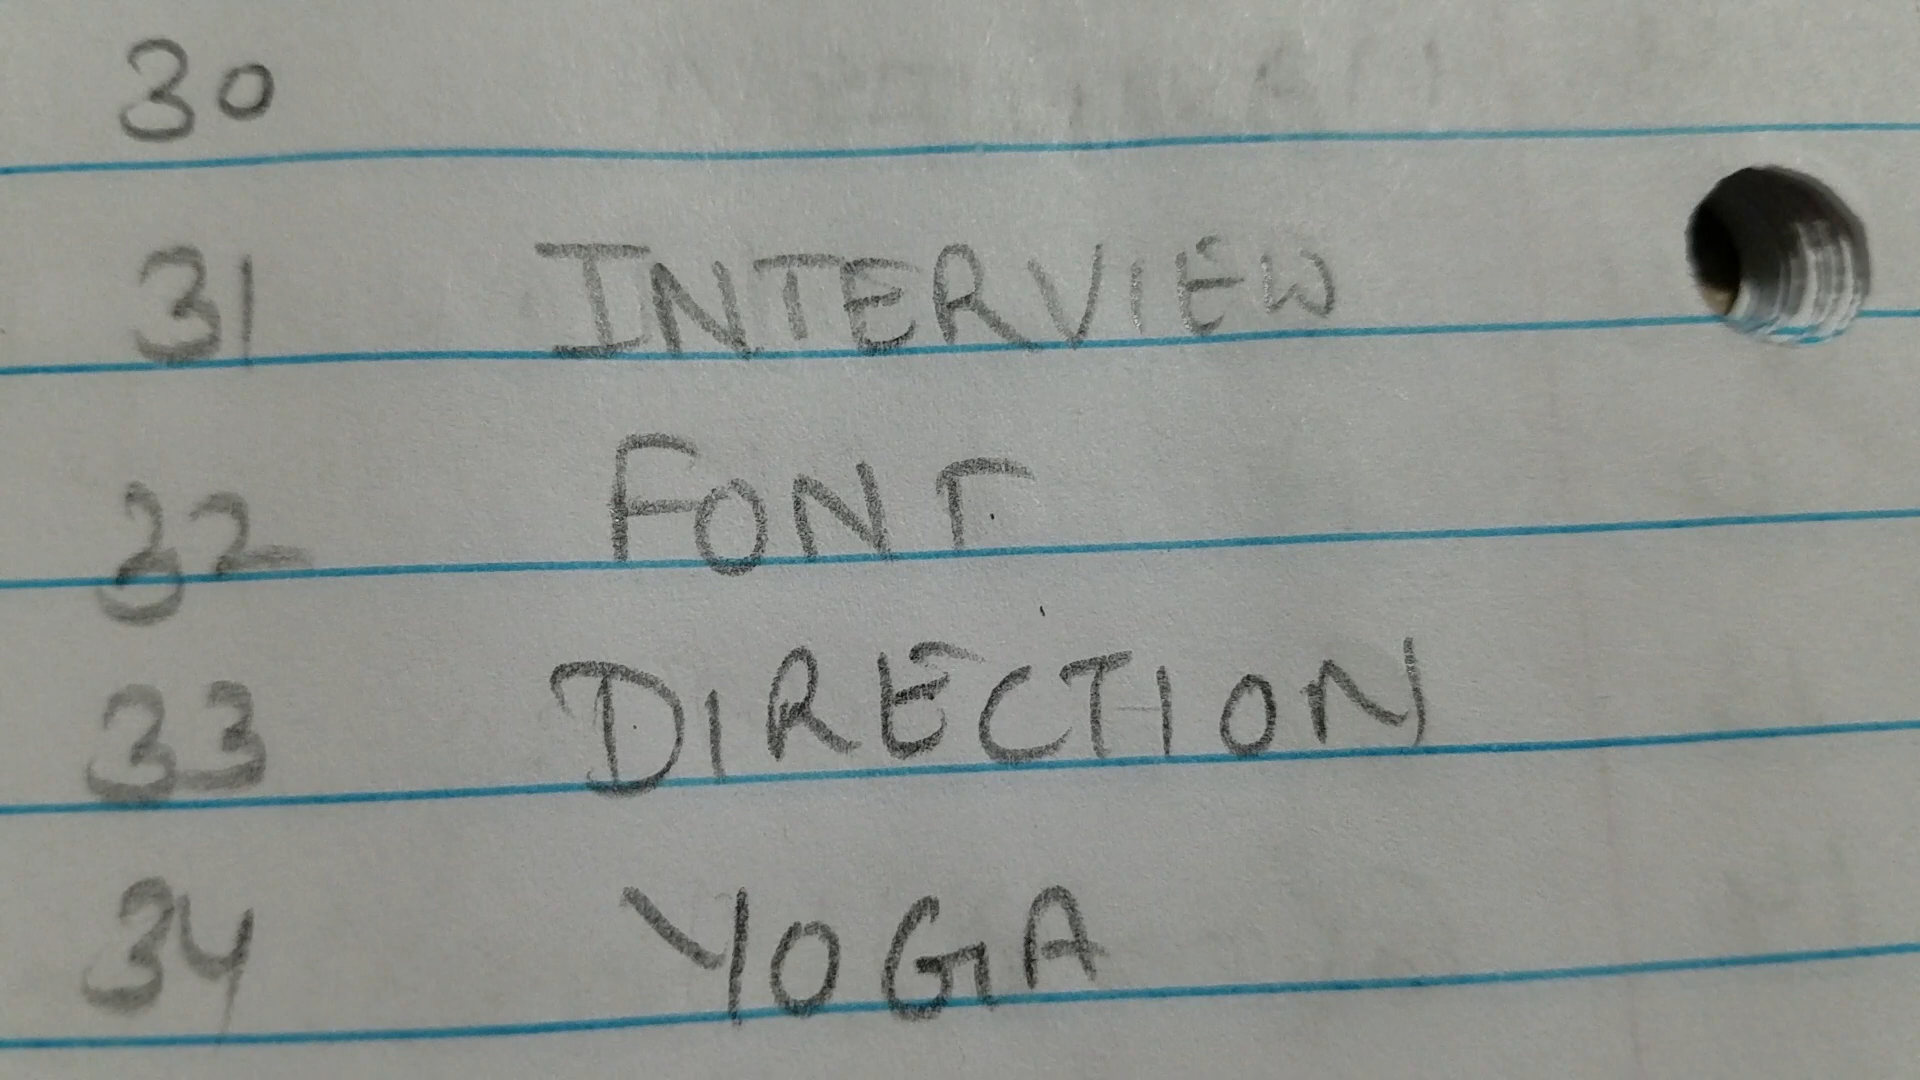 30
31 INTERVIEW
32 FONT
33 DIRECTION
34 YOGA